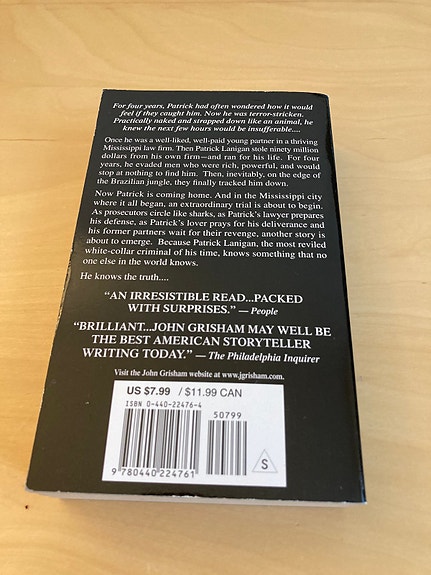 For four years, Patrick had often wondered how it would
feel if they caught him. Now he was terror-stricken.
Practically naked and strapped down like an animal, he
knew the next few hours would be insufferable....
Once he was a well-liked, well-paid young partner in a thriving
Mississippi law firm. Then Patrick Lanigan stole ninety million
dollars from his own firm—and ran for his life. For four
years, he evaded men who were rich, powerful, and would
stop at nothing to find him. Then, inevitably, on the edge of
the Brazilian jungle, they finally tracked him down.
Now Patrick is coming home. And in the Mississippi city
where it all began, an extraordinary trial is about to begin.
As prosecutors circle like sharks, as Patrick's lawyer prepares
his defense, as Patrick's lover prays for his deliverance and
his former partners wait for their revenge, another story is
about to emerge. Because Patrick Lanigan, the most reviled
white-collar criminal of his time, knows something that no
one else in the world knows.
He knows the truth....
“AN IRRESISTIBLE READ...PACKED
WITH SURPRISES.” — People
“BRILLIANT...JOHN GRISHAM MAY WELL BE
THE BEST AMERICAN STORYTELLER
WRITING TODAY.” — The Philadelphia Inquirer
Visit the John Grisham website at www.jgrisham.com.
US $7.99 / $11.99 CAN
ISBN 0-440-22476-4
50799
9 780440 224761
S